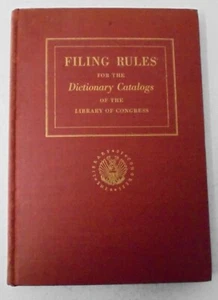 FILING RULES
FOR THE
Dictionary Catalogs
OF THE
LIBRARY OF CONGRESS